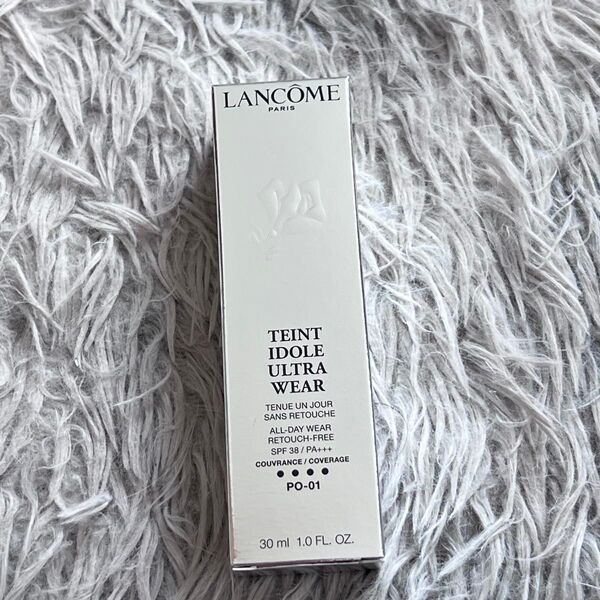 LANCÔME
PARIS
TEINT
IDOLE
ULTRA
WEAR
TENUE UN JOUR
SANS RETOUCHE
ALL-DAY WEAR
RETOUCH-FREE
SPF 38 / PA+++
COUVRANCE / COVERAGE
PO-01
30 ml 1.0 FL. OZ.